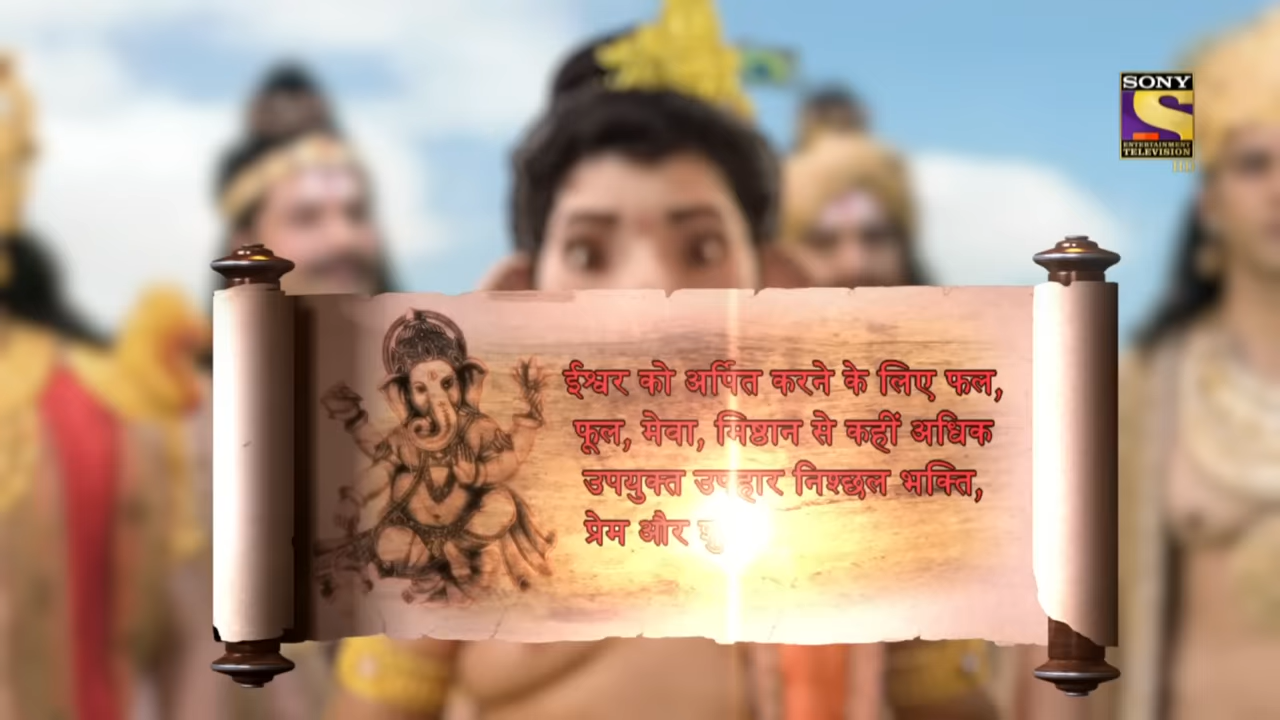 SONY
S
ENTERTAINMENT
TELEVISION
ईश्वर को अर्पित करने के लिए फल,
फूल, मेवा, मिष्ठान से कहीं अधिक
उपयुक्त उपहार निश्छल भक्ति,
प्रेम और